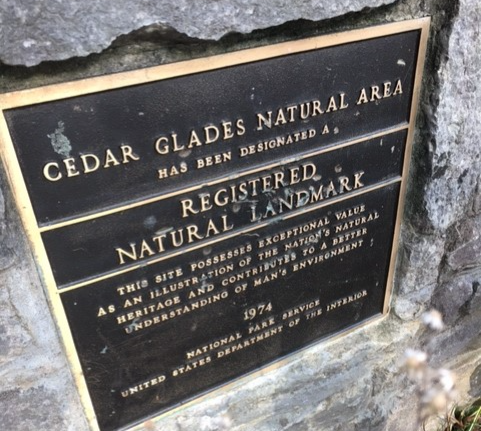 CEDAR GLADES NATURAL AREA
HAS BEEN DESIGNATED A
REGISTERED
NATURAL LANDMARK
THIS SITE POSSESSES EXCEPTIONAL VALUE
AS AN ILLUSTRATION OF THE NATION'S NATURAL
HERITAGE AND CONTRIBUTES TO A BETTER
UNDERSTANDING OF MAN'S ENVIRONMENT
1974
NATIONAL PARK SERVICE
UNITED STATES DEPARTMENT OF THE INTERIOR